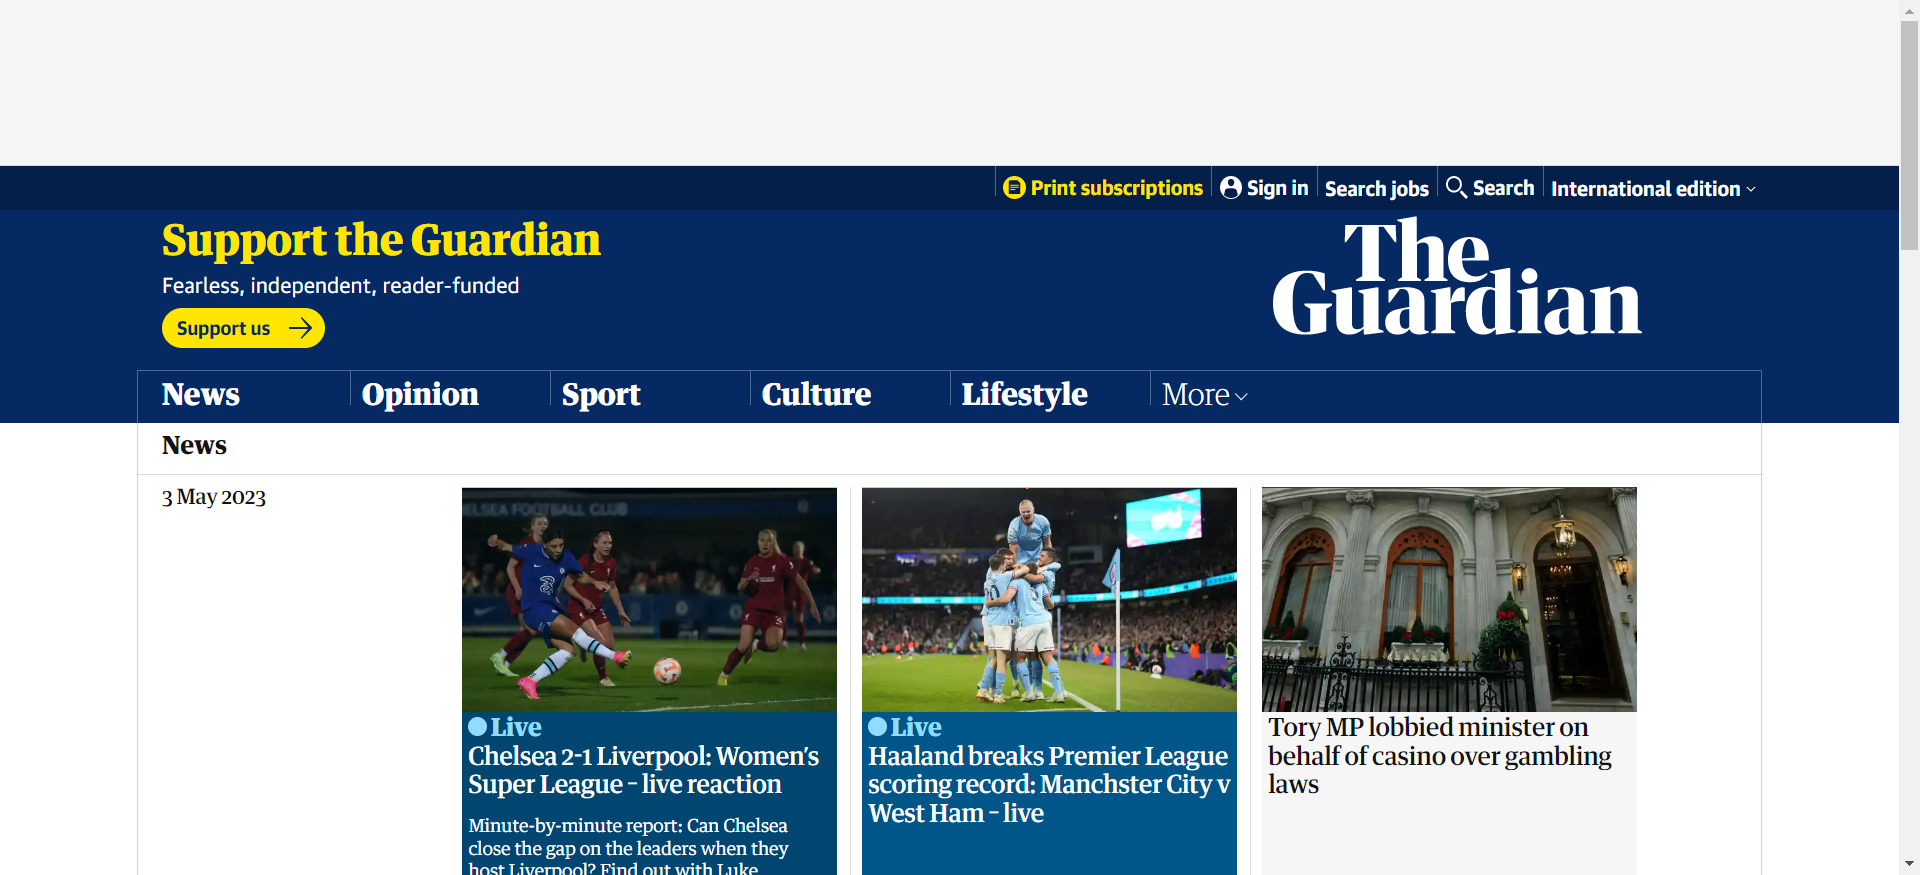 Print subscriptions
Sign in
Search jobs
Search
International edition
Support the Guardian
Fearless, independent, reader-funded
Support us
The
Guardian
News
Opinion
Sport
Culture
Lifestyle
More
News
3 May 2023
ELSEA FOOTBALL CLUB
Live
Chelsea 2-1 Liverpool: Women's
Super League – live reaction
Minute-by-minute report: Can Chelsea
close the gap on the leaders when they
host Liverpool? Find out with Luke
Live
Haaland breaks Premier League
scoring record: Manchster City v
West Ham – live
5
Tory MP lobbied minister on
behalf of casino over gambling
laws